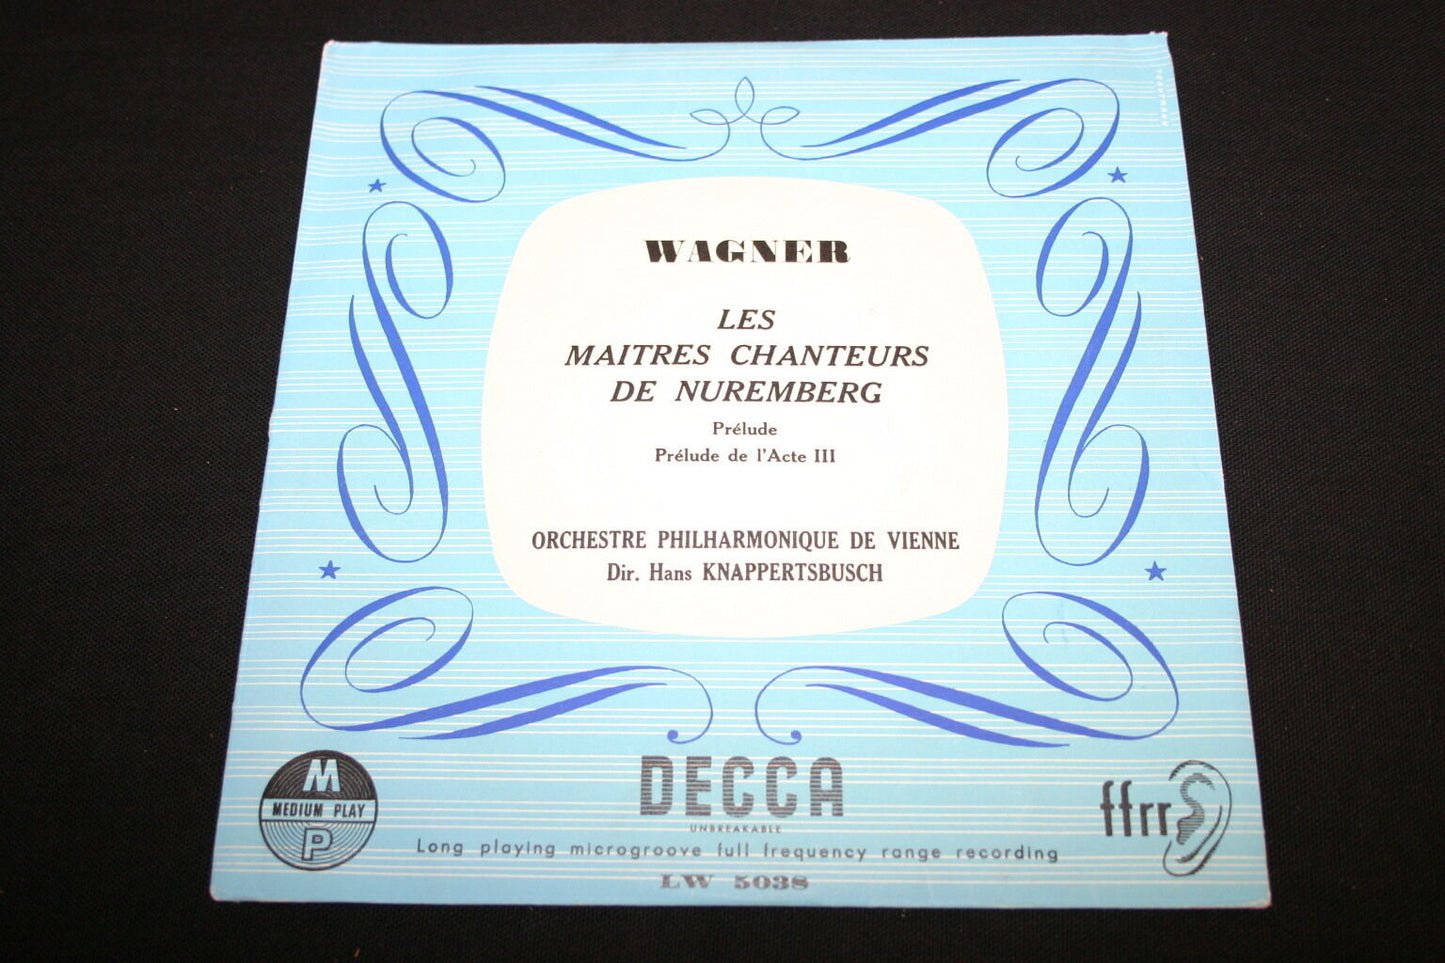 WAGNER
LES
MAITRES CHANTEURS
DE NUREMBERG
Prélude
Prélude de l'Acte III
ORCHESTRE PHILHARMONIQUE DE VIENNE
Dir. Hans KNAPPERTSBUSCH
M
MEDIUM PLAY
P
DECCA
UNBREAKABLE
ffrr
Long playing microgroove full frequency range recording
LW 5038